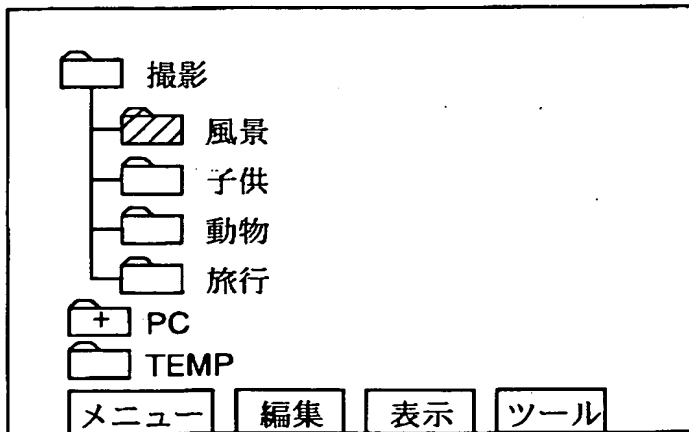 撮影
風景
子供
動物
旅行
+ PC
TEMP
メニュー 編集 表示 ツール